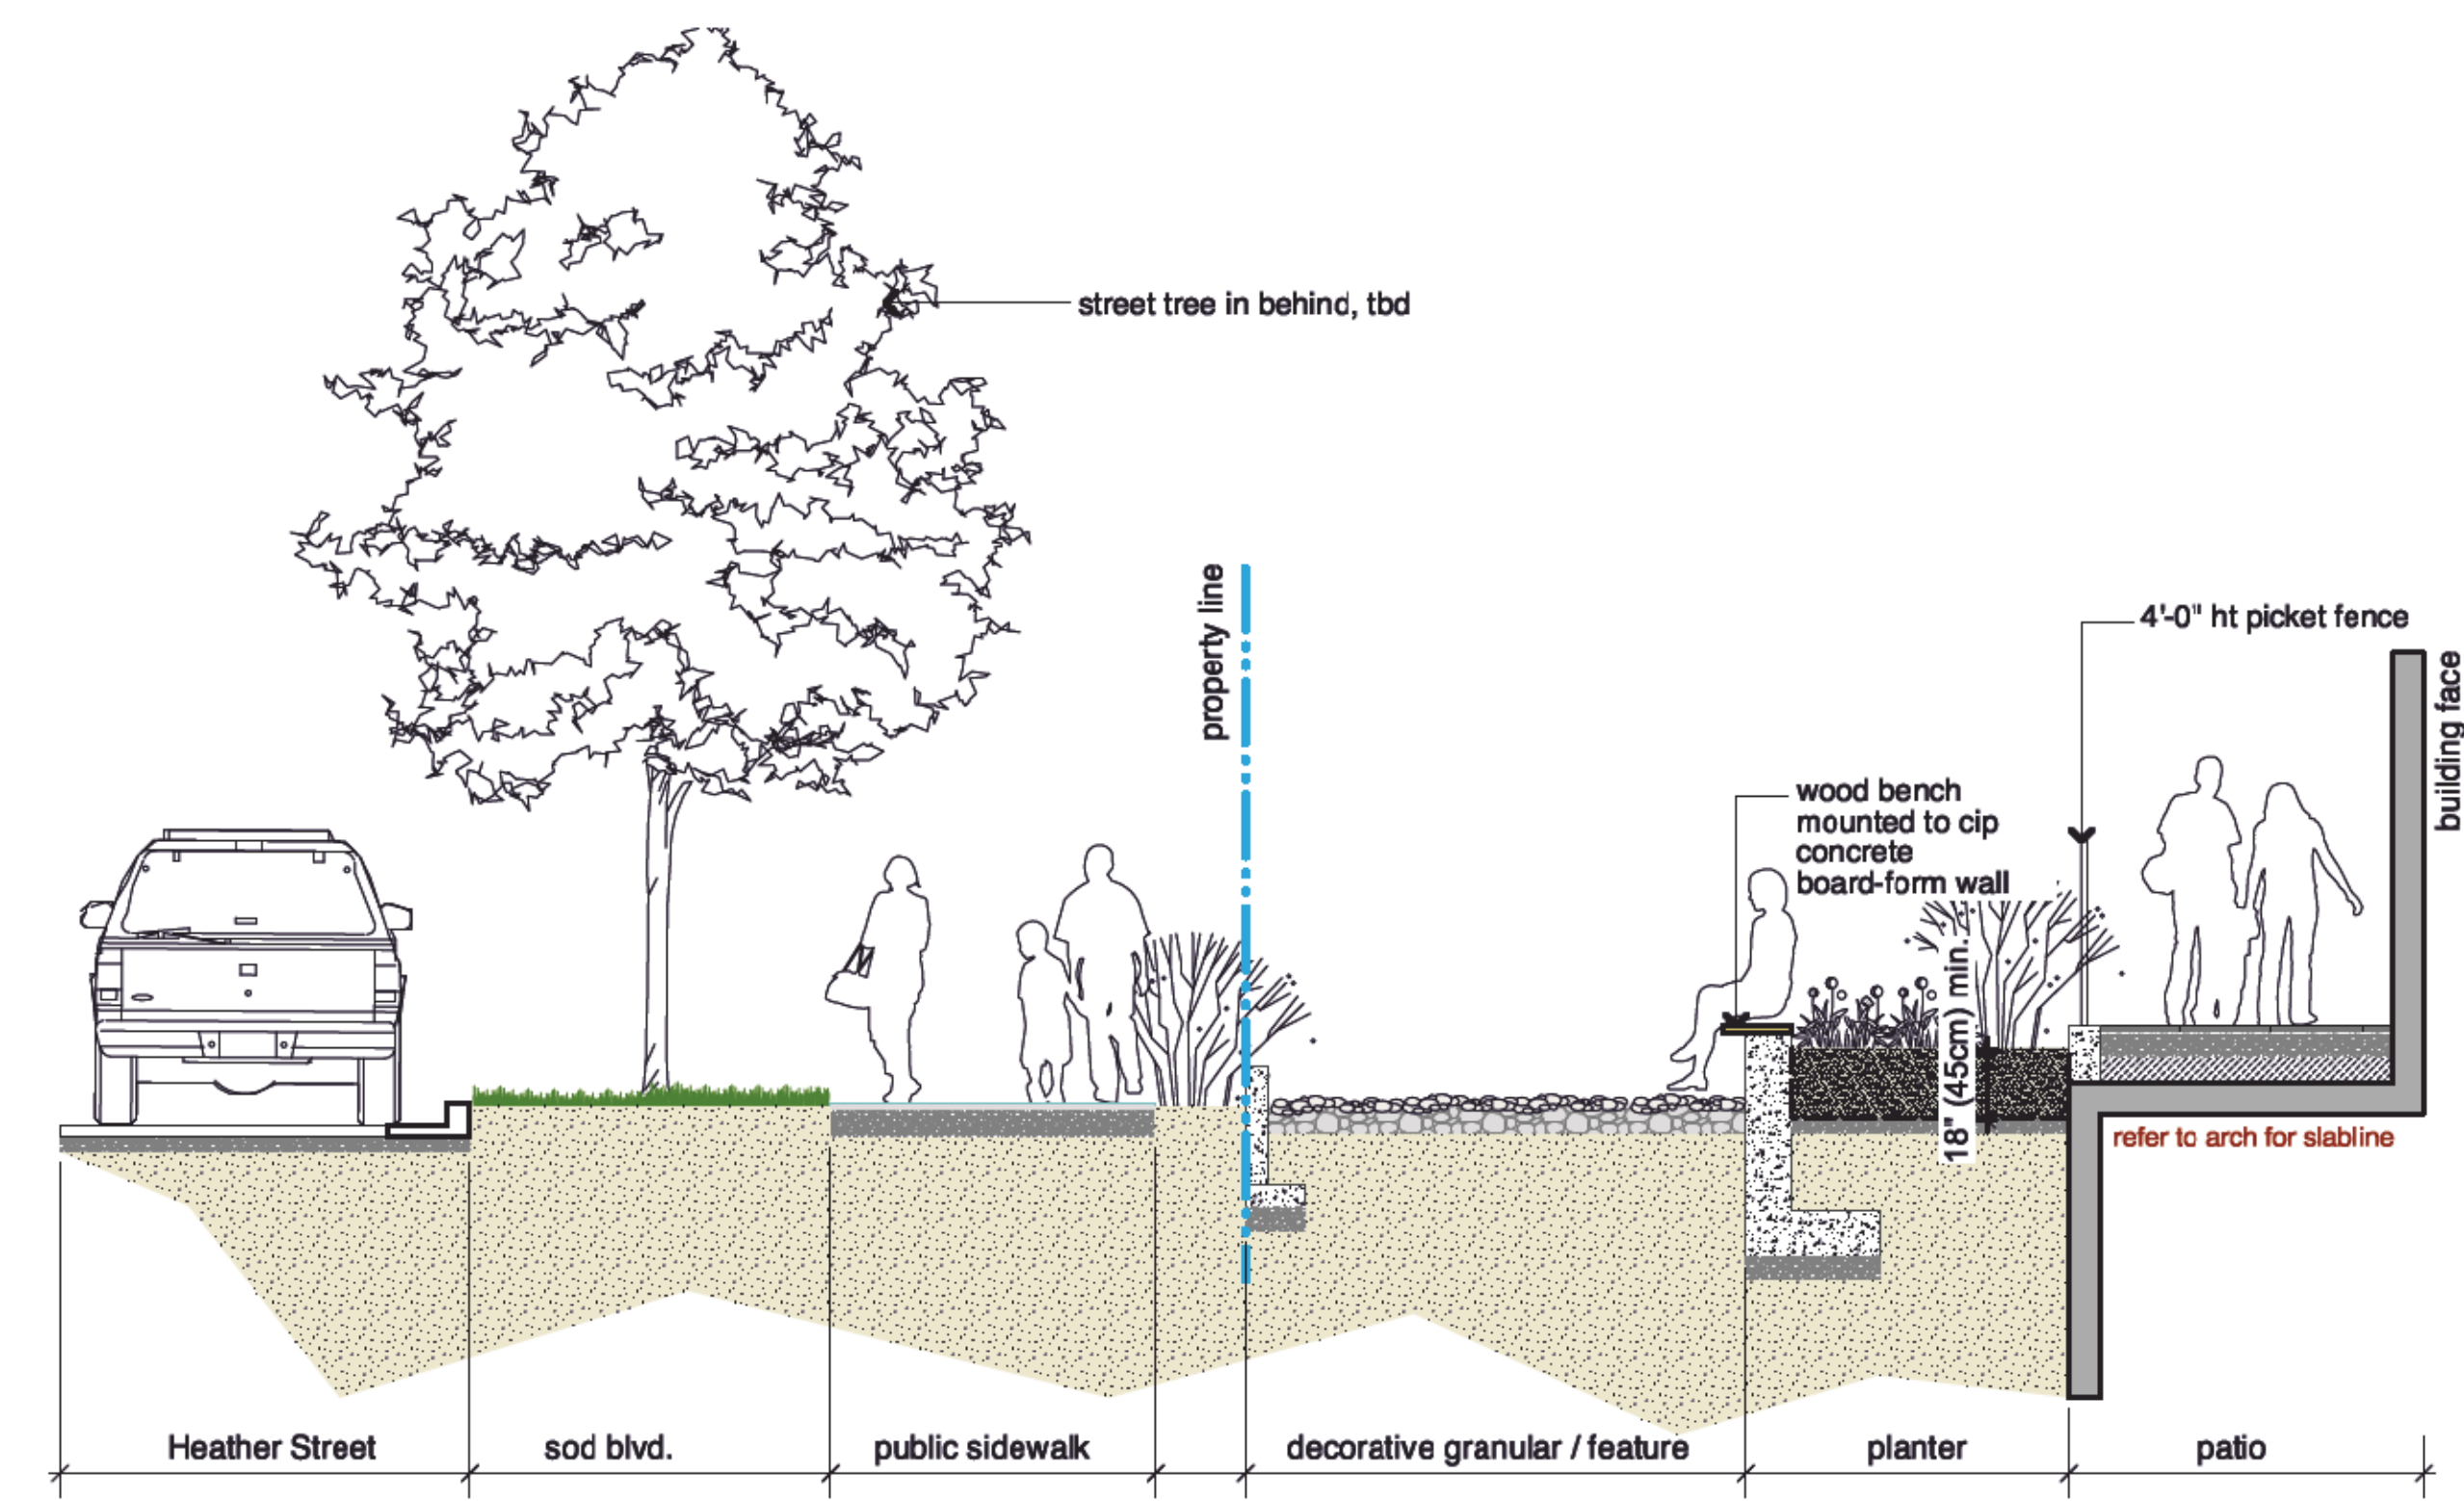 street tree in behind, tbd
property line
4'-0" ht picket fence
building face
wood bench
mounted to cip
concrete
board-form wall
18" (45cm) min.
refer to arch for slabline
Heather Street
sod blvd.
public sidewalk
decorative granular / feature
planter
patio